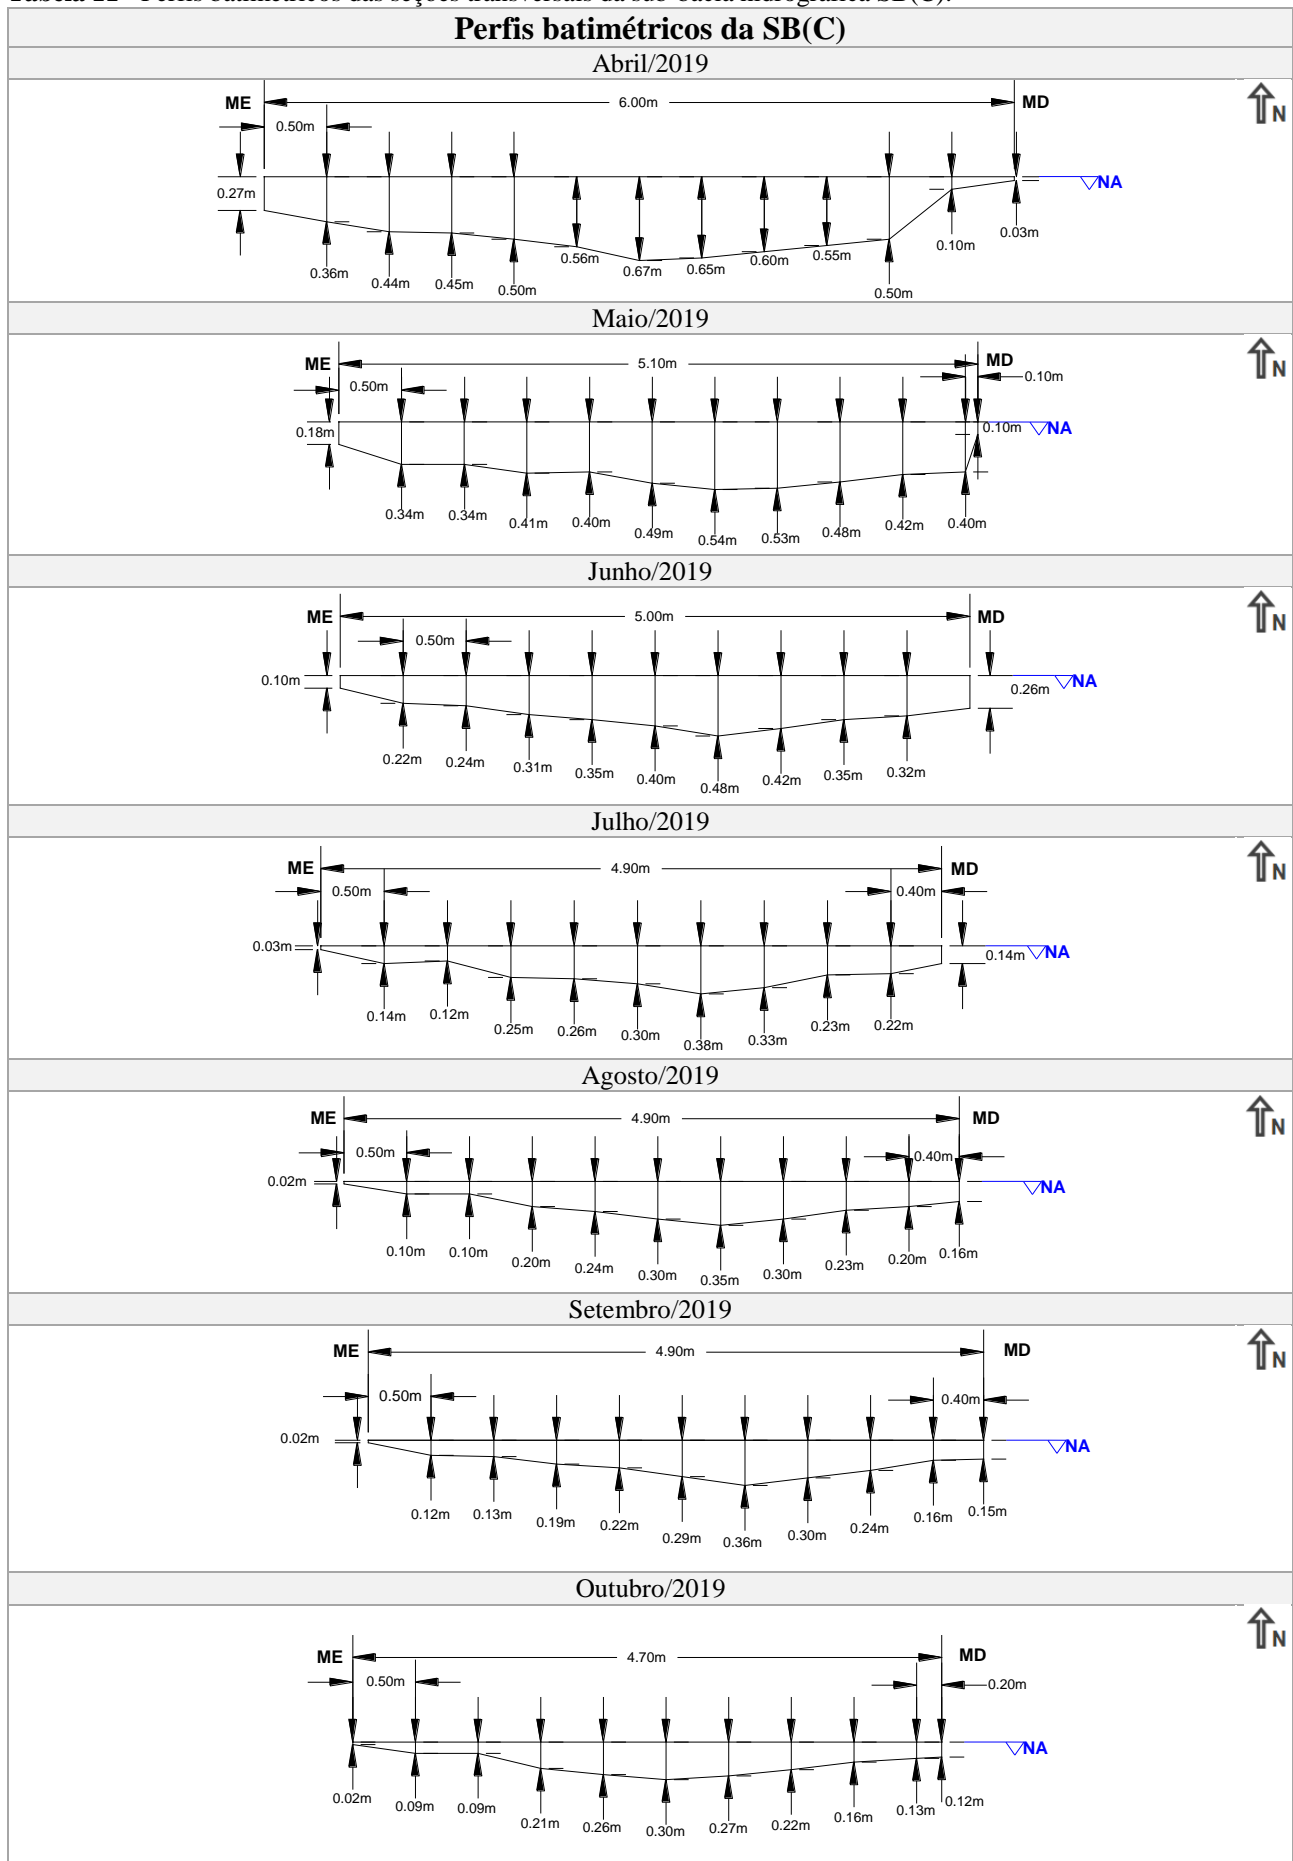 Tabela 11 - Perfis batimétricos das seções transversais da sub-bacia hidrográfica SB(C).
Perfis batimétricos da SB(C)
Abril/2019
ME 6.00m MD
N
0.50m
0.27m
NA
0.36m 0.44m 0.45m 0.50m 0.56m 0.67m 0.65m 0.60m 0.55m 0.50m 0.10m 0.03m
Maio/2019
ME 5.10m MD
N
0.50m 0.10m
0.18m 0.10m NA
0.34m 0.34m 0.41m 0.40m 0.49m 0.54m 0.53m 0.48m 0.42m 0.40m
Junho/2019
ME 5.00m MD
N
0.50m
0.10m 0.26m NA
0.22m 0.24m 0.31m 0.35m 0.40m 0.48m 0.42m 0.35m 0.32m
Julho/2019
ME 4.90m MD
N
0.50m 0.40m
0.03m 0.14m NA
0.14m 0.12m 0.25m 0.26m 0.30m 0.38m 0.33m 0.23m 0.22m
Agosto/2019
ME 4.90m MD
N
0.50m 0.40m
0.02m NA
0.10m 0.10m 0.20m 0.24m 0.30m 0.35m 0.30m 0.23m 0.20m 0.16m
Setembro/2019
ME 4.90m MD
N
0.50m 0.40m
0.02m NA
0.12m 0.13m 0.19m 0.22m 0.29m 0.36m 0.30m 0.24m 0.16m 0.15m
Outubro/2019
ME 4.70m MD
N
0.50m 0.20m
NA
0.02m 0.09m 0.09m 0.21m 0.26m 0.30m 0.27m 0.22m 0.16m 0.13m 0.12m